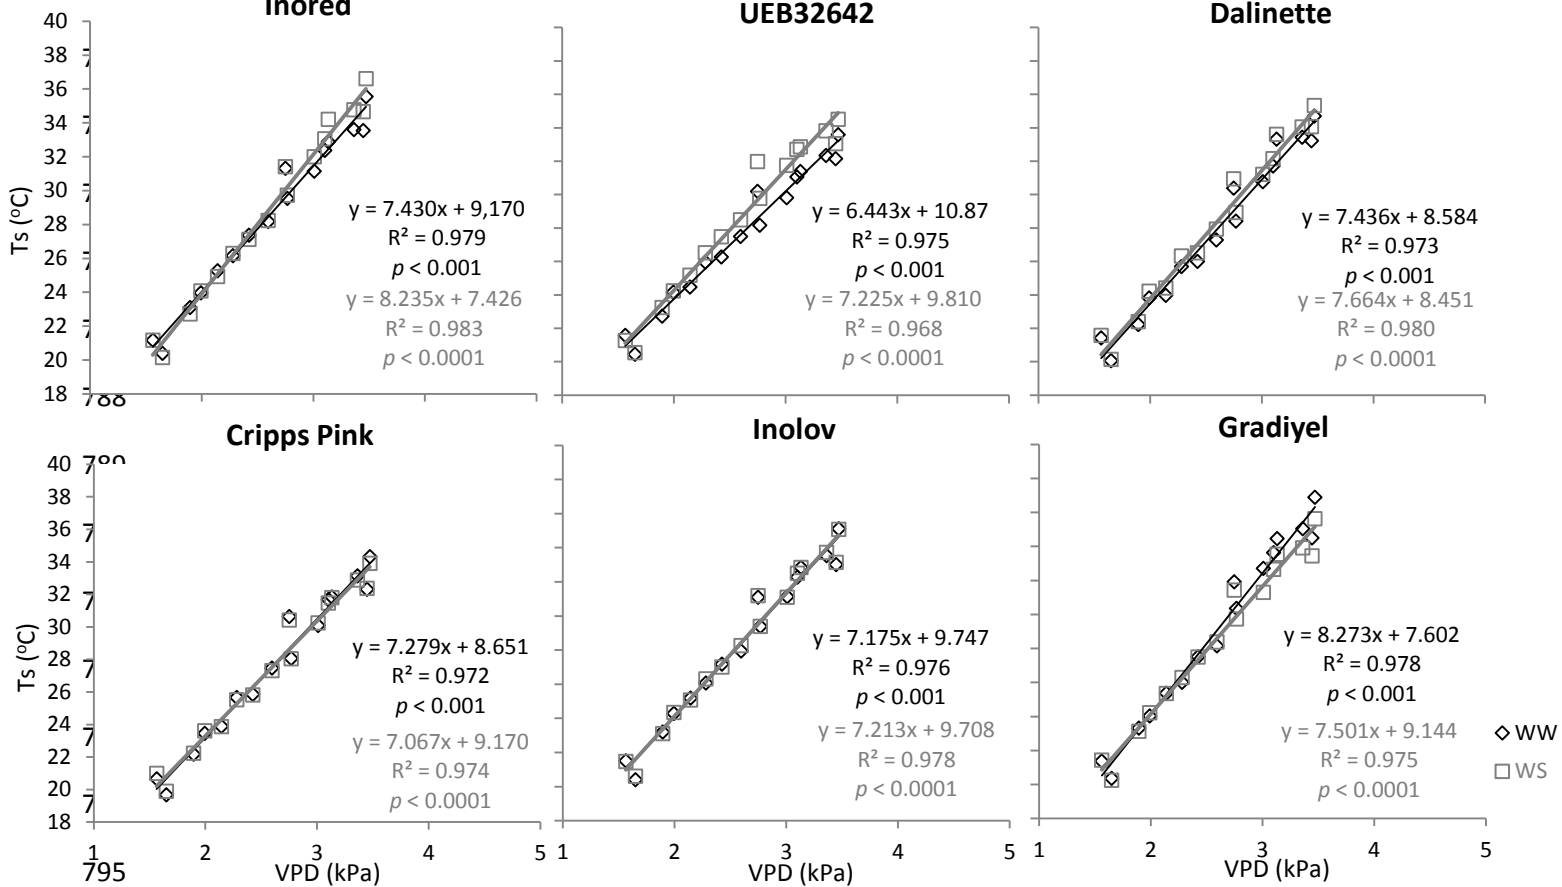 Inored
UEB32642
Dalinette
40
38
36
34
32
30
28
26
24
22
20
18
Ts (ºC)
y = 7.430x + 9,170
R² = 0.979
p < 0.001
y = 8.235x + 7.426
R² = 0.983
p < 0.0001
y = 6.443x + 10.87
R² = 0.975
p < 0.001
y = 7.225x + 9.810
R² = 0.968
p < 0.0001
y = 7.436x + 8.584
R² = 0.973
p < 0.001
y = 7.664x + 8.451
R² = 0.980
p < 0.0001
788
Cripps Pink
Inolov
Gradiyel
789
40
38
36
34
32
30
28
26
24
22
20
18
Ts (ºC)
y = 7.279x + 8.651
R² = 0.972
p < 0.001
y = 7.067x + 9.170
R² = 0.974
p < 0.0001
y = 7.175x + 9.747
R² = 0.976
p < 0.001
y = 7.213x + 9.708
R² = 0.978
p < 0.0001
y = 8.273x + 7.602
R² = 0.978
p < 0.001
y = 7.501x + 9.144
R² = 0.975
p < 0.0001
WW
WS
1 2 3 4 5
1 2 3 4 5
1 2 3 4 5
795
VPD (kPa)
VPD (kPa)
VPD (kPa)